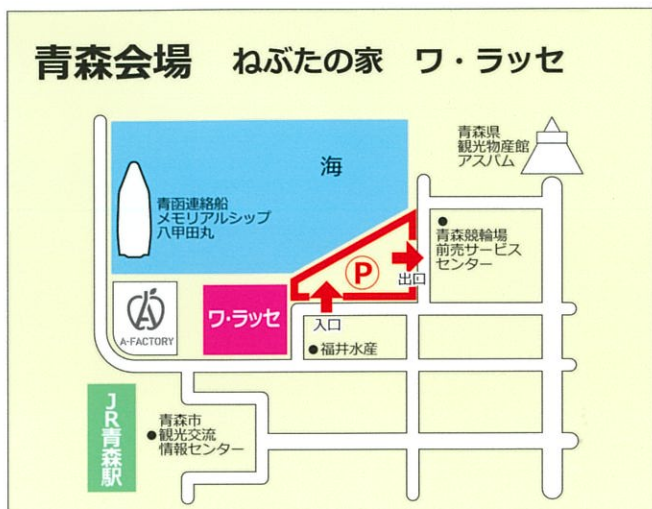 青森会場 ねぶたの家 ワ・ラッセ
青森県
観光物産館
アスパム
海
青函連絡船
メモリアルシップ
八甲田丸
青森競輪場
前売サービス
センター
P
出口
A-FACTORY
ワ・ラッセ
入口
福井水産
JR青森駅
青森市
観光交流
情報センター